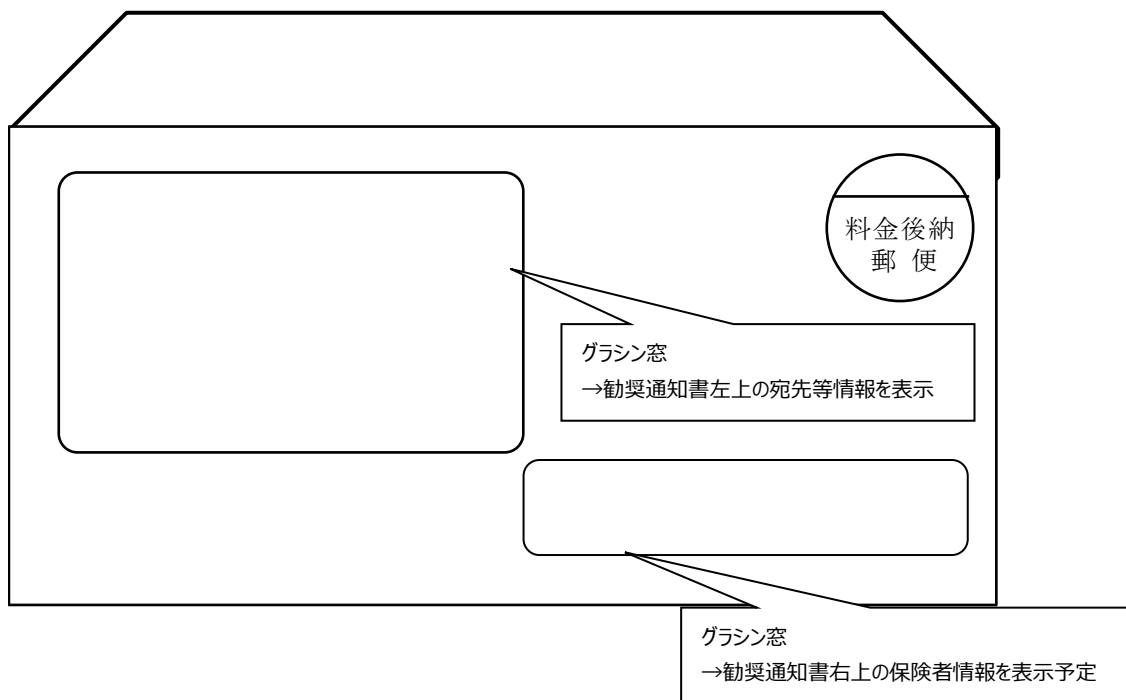 料金後納
郵 便
グラシン窓
→勧奨通知書左上の宛先等情報を表示
グラシン窓
→勧奨通知書右上の保険者情報を表示予定